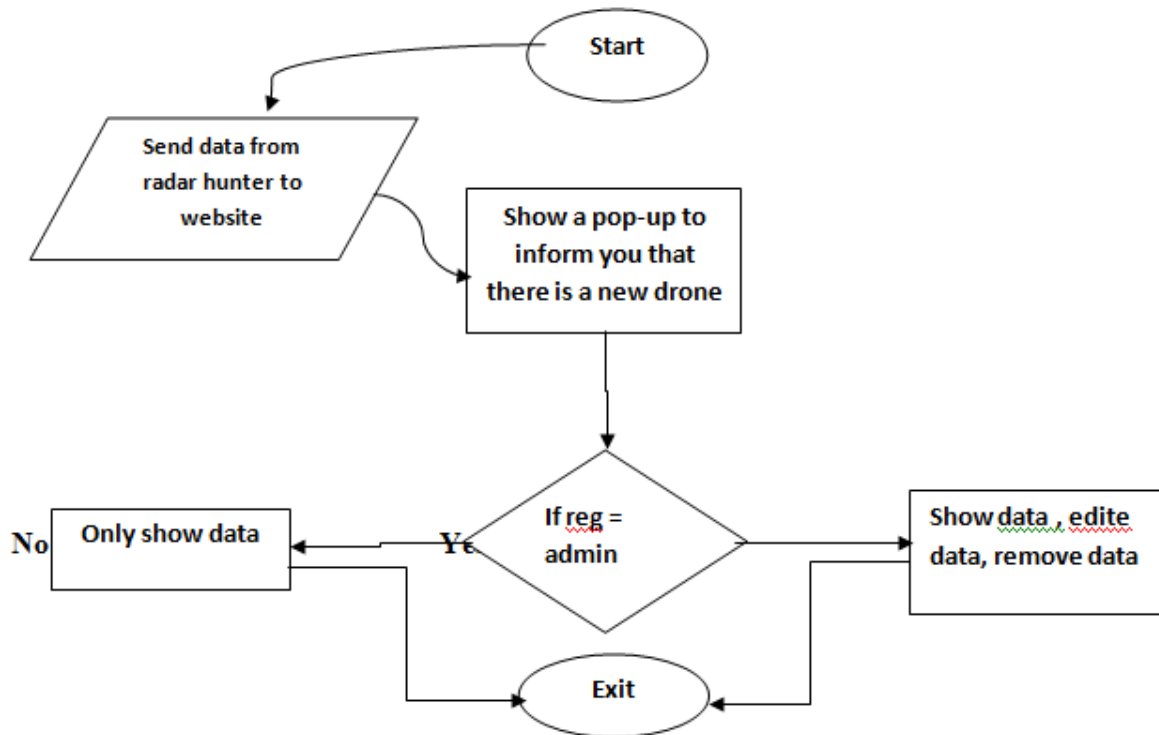 Start
Send data from
radar hunter to
website
Show a pop-up to
inform you that
there is a new drone
If reg =
admin
No
Only show data
Show data , edite
data, remove data
Exit